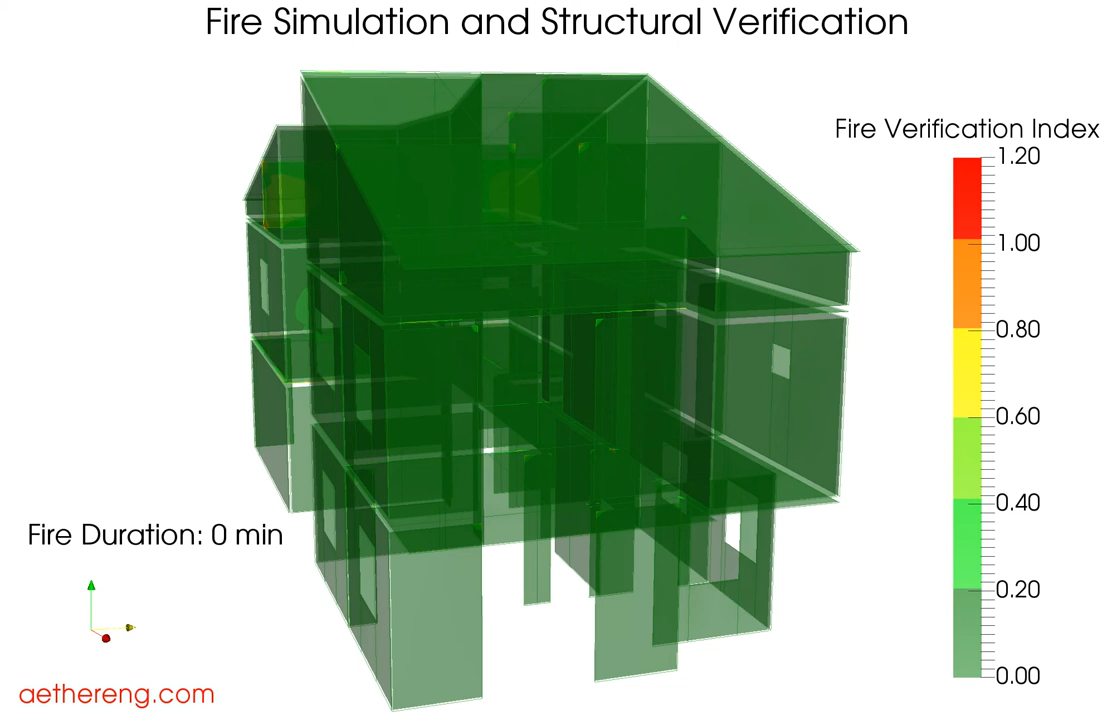 Fire Simulation and Structural Verification
Fire Verification Index
1.20
1.00
0.80
0.60
0.40
0.20
0.00
Fire Duration: 0 min
aethereng.com